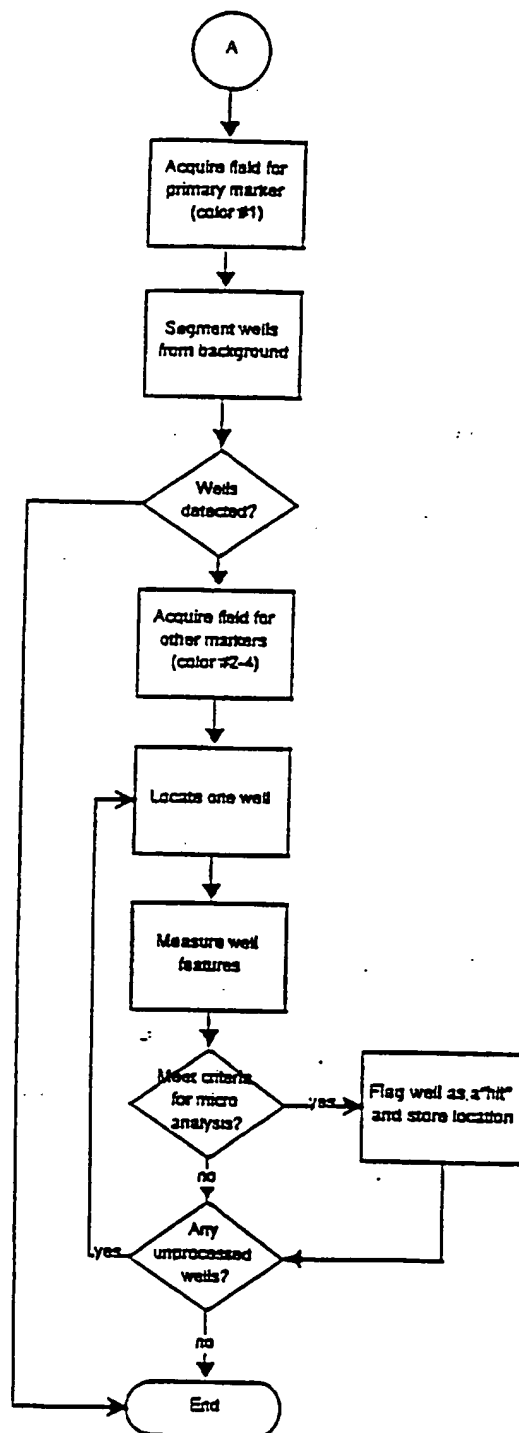 A
Acquire field for
primary marker
(color #1)
Segment wells
from background
Wells
detected?
Acquire field for
other markers
(color #2-4)
Locate one well
Measure well
features
Meet criteria
for micro
analysis?
yes
Flag well as a "hit"
and store location
no
Any
unprocessed
wells?
yes
no
End